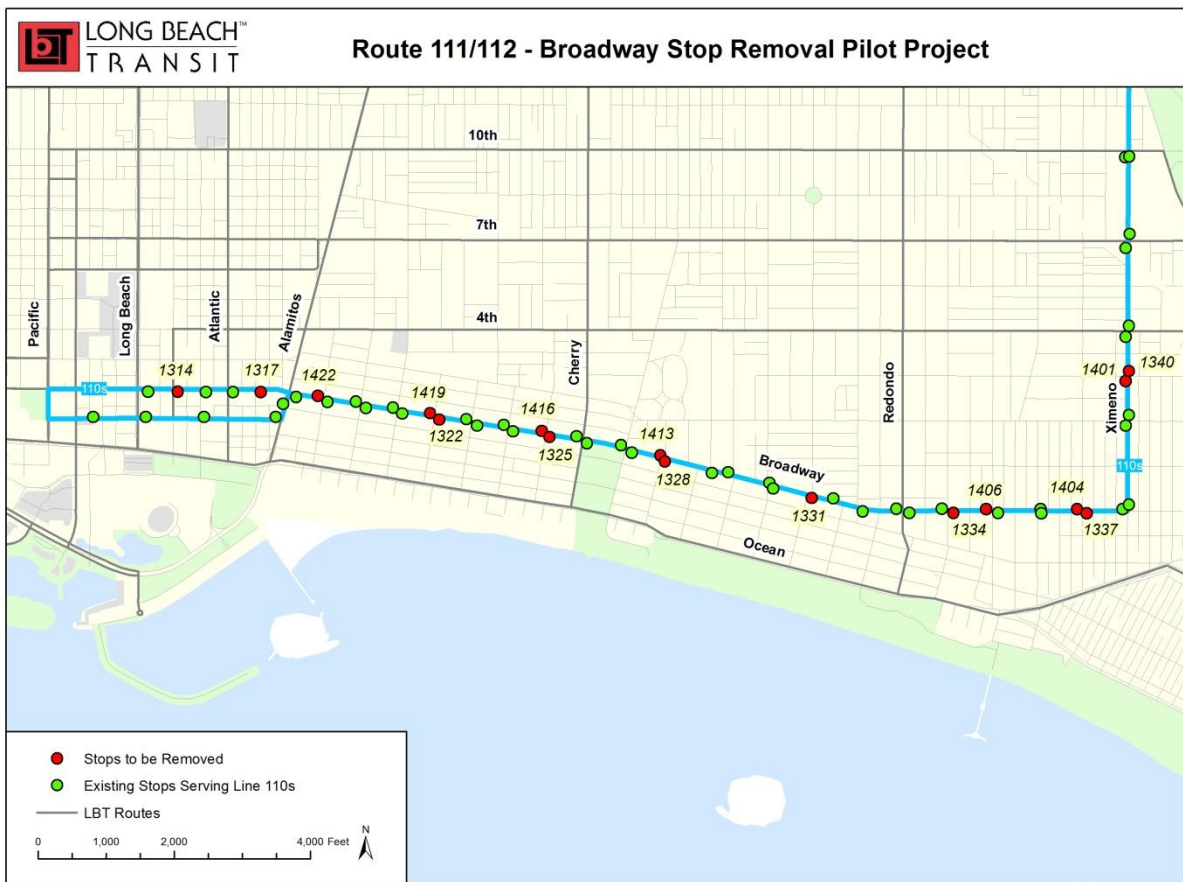 LONG BEACH™
TRANSIT
Route 111/112 - Broadway Stop Removal Pilot Project
10th
7th
4th
Pacific
Long Beach
Atlantic
Alamitos
Cherry
Redondo
Ximeno
110s
1314
1317
1422
1419
1322
1416
1325
1413
1328
Broadway
1331
1334
1406
1404
1337
1401
1340
110s
Ocean
Stops to be Removed
Existing Stops Serving Line 110s
LBT Routes
0 1,000 2,000 4,000 Feet
N